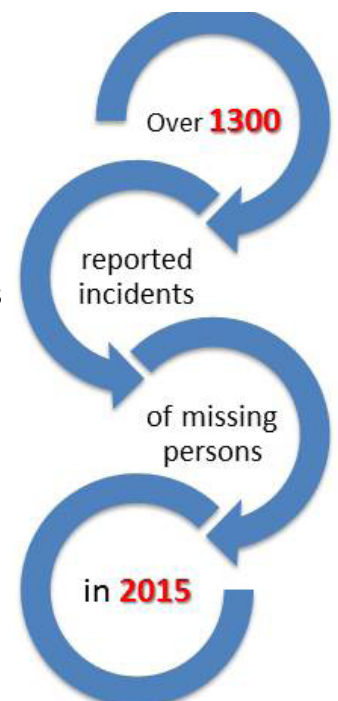 Over 1300
reported
incidents
of missing
persons
in 2015